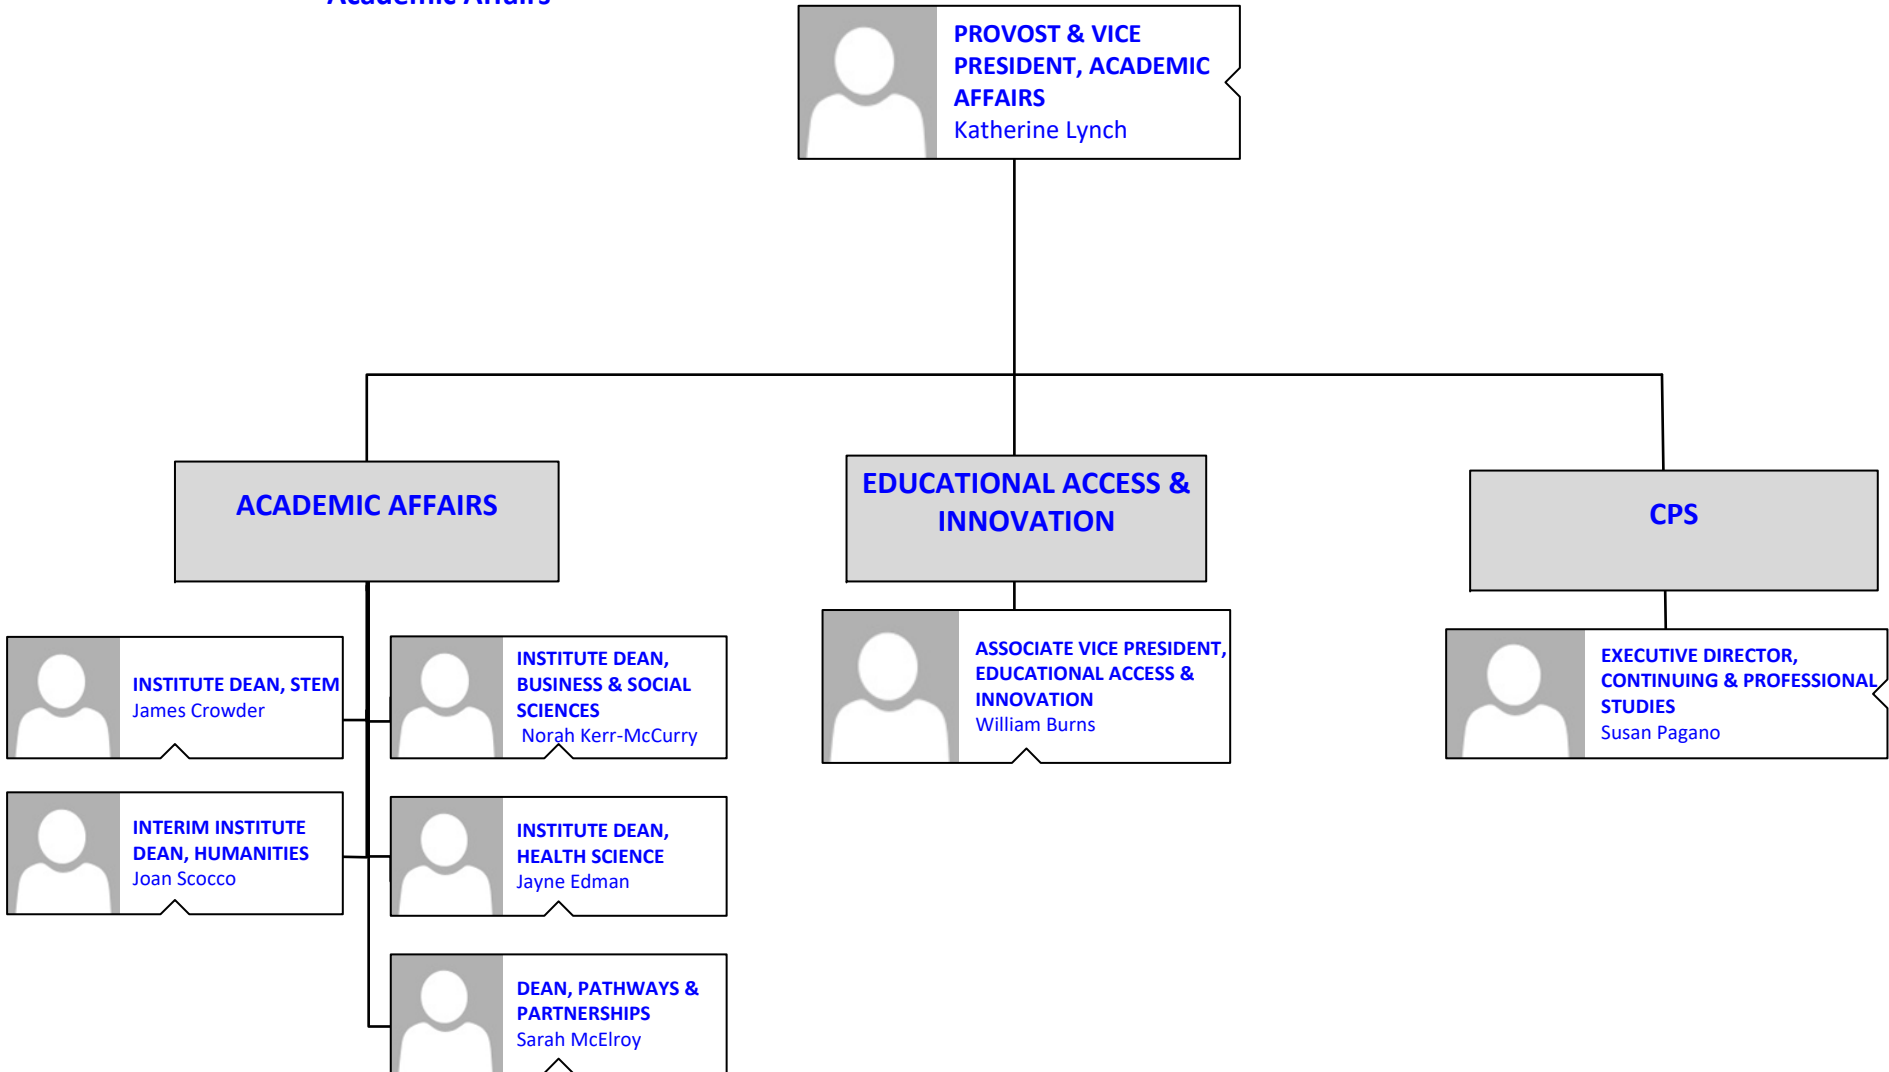 Academic Affairs
PROVOST & VICE
PRESIDENT, ACADEMIC
AFFAIRS
Katherine Lynch
ACADEMIC AFFAIRS
EDUCATIONAL ACCESS &
INNOVATION
CPS
INSTITUTE DEAN, STEM
James Crowder
INSTITUTE DEAN,
BUSINESS & SOCIAL
SCIENCES
Norah Kerr-McCurry
ASSOCIATE VICE PRESIDENT,
EDUCATIONAL ACCESS &
INNOVATION
William Burns
EXECUTIVE DIRECTOR,
CONTINUING & PROFESSIONAL
STUDIES
Susan Pagano
INTERIM INSTITUTE
DEAN, HUMANITIES
Joan Scocco
INSTITUTE DEAN,
HEALTH SCIENCE
Jayne Edman
DEAN, PATHWAYS &
PARTNERSHIPS
Sarah McElroy